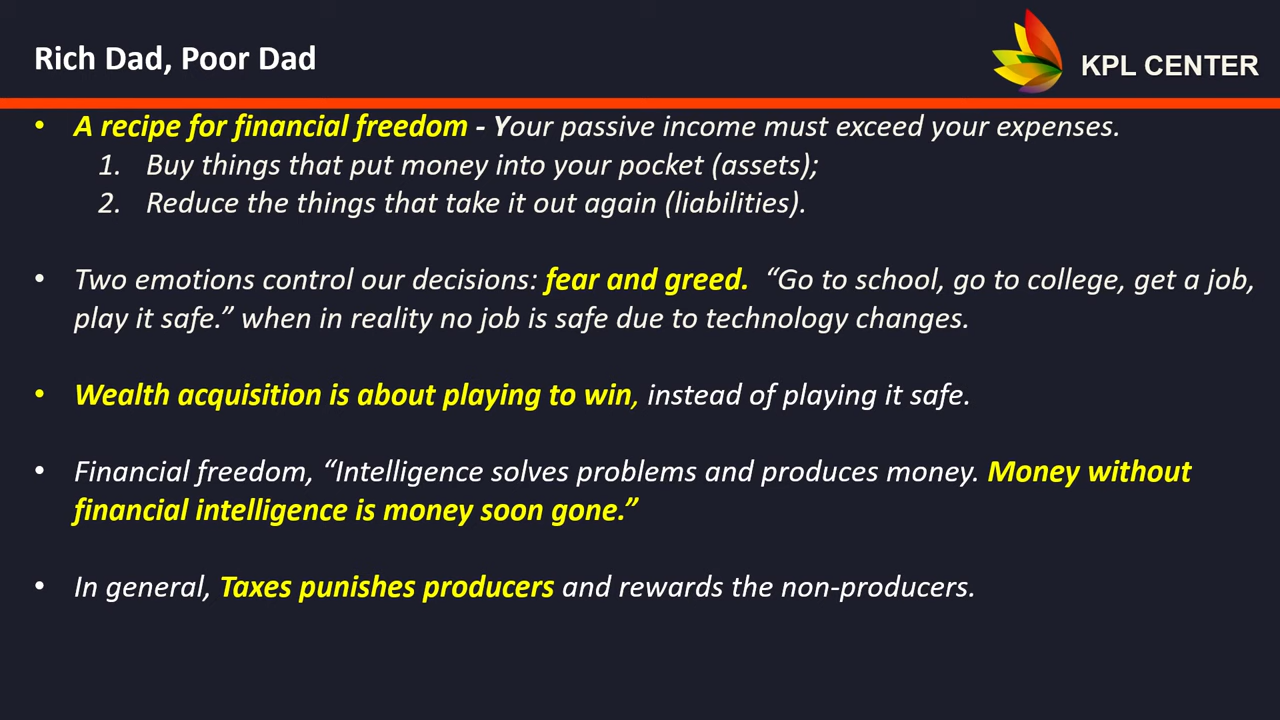 Rich Dad, Poor Dad
KPL CENTER
• A recipe for financial freedom - Your passive income must exceed your expenses.
1. Buy things that put money into your pocket (assets);
2. Reduce the things that take it out again (liabilities).
• Two emotions control our decisions: fear and greed. “Go to school, go to college, get a job,
play it safe.” when in reality no job is safe due to technology changes.
• Wealth acquisition is about playing to win, instead of playing it safe.
• Financial freedom, “Intelligence solves problems and produces money. Money without
financial intelligence is money soon gone.”
• In general, Taxes punishes producers and rewards the non-producers.